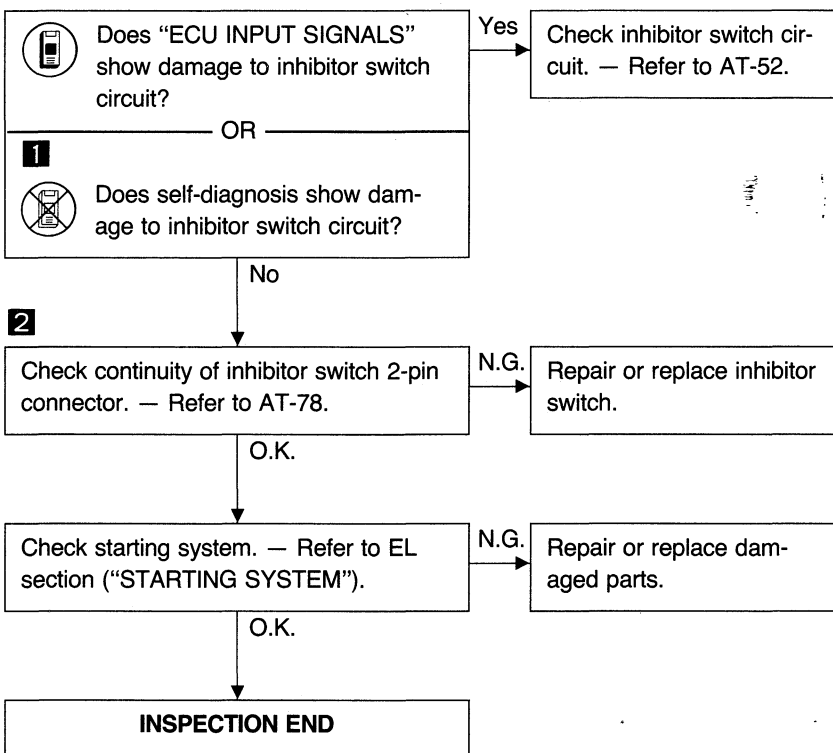 Does “ECU INPUT SIGNALS”
show damage to inhibitor switch
circuit?
Yes
Check inhibitor switch cir-
cuit. — Refer to AT-52.
OR
1
Does self-diagnosis show dam-
age to inhibitor switch circuit?
No
2
Check continuity of inhibitor switch 2-pin
connector. — Refer to AT-78.
N.G.
Repair or replace inhibitor
switch.
O.K.
Check starting system. — Refer to EL
section (“STARTING SYSTEM”).
N.G.
Repair or replace dam-
aged parts.
O.K.
INSPECTION END